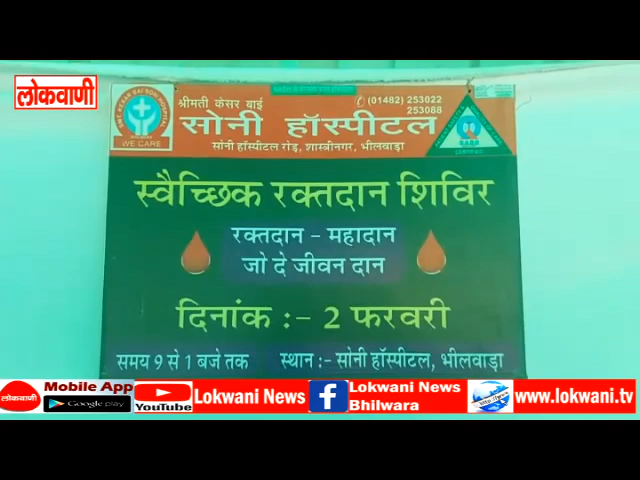 लोकवाणी
श्रीमती केसर बाई
(01482) 253022
253088
सोनी हॉस्पीटल
सोनी हॉस्पीटल रोड़, शास्त्रीनगर, भीलवाड़ा
WE CARE
स्वैच्छिक रक्तदान शिविर
रक्तदान – महादान
जो दे जीवन दान
दिनांक :– 2 फरवरी
समय 9 से 1 बजे तक स्थान :– सोनी हॉस्पीटल, भीलवाड़ा
लोकवाणी
Mobile App
Google play
YouTube
Lokwani News
Lokwani News
Bhilwara
http://www
www.lokwani.tv